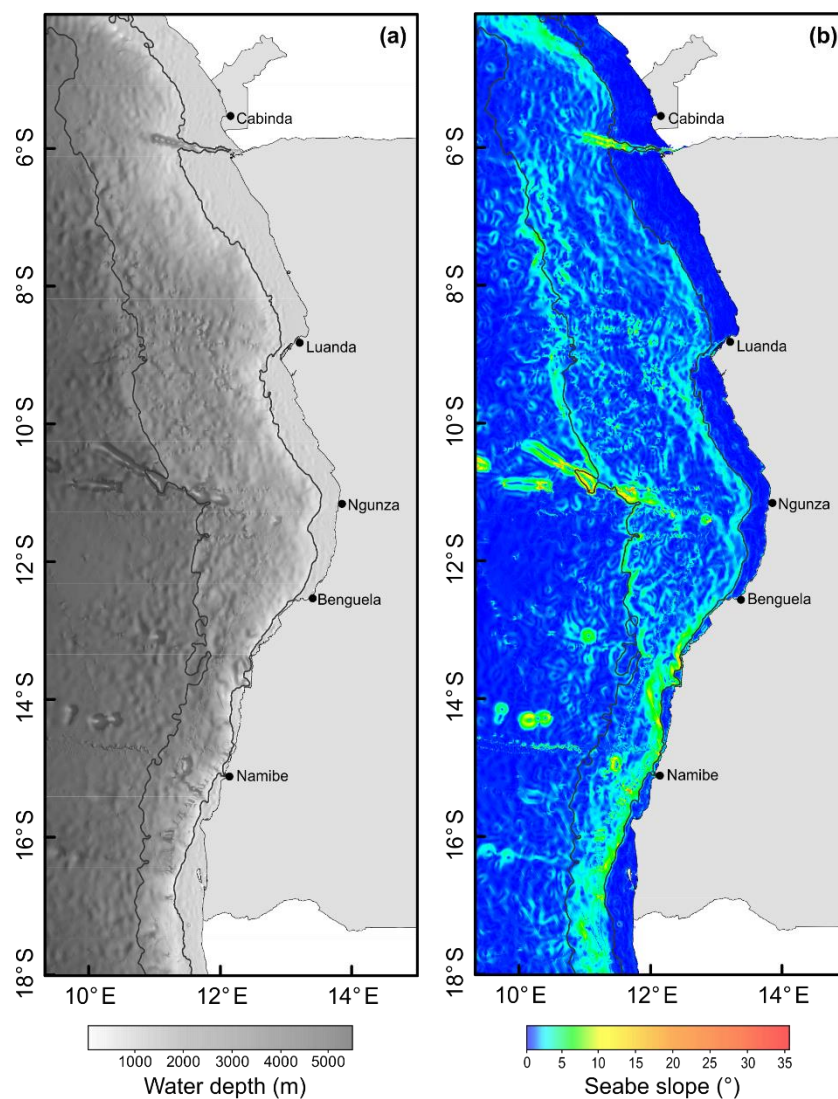 (a)
Cabinda
6°S
8°S
Luanda
10°S
Ngunza
12°S
Benguela
14°S
Namibe
16°S
18°S
10°E 12°E 14°E
1000 2000 3000 4000 5000
Water depth (m)
(b)
Cabinda
6°S
8°S
Luanda
10°S
Ngunza
12°S
Benguela
14°S
Namibe
16°S
18°S
10°E 12°E 14°E
0 5 10 15 20 25 30 35
Seabe slope (°)